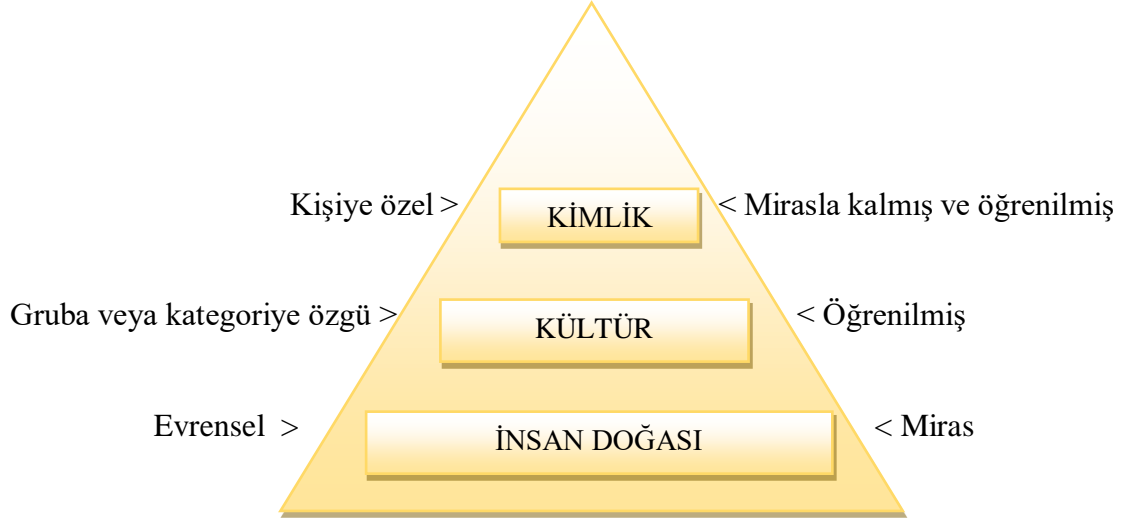 Kişiye özel > KİMLİK < Mirasla kalmış ve öğrenilmiş
Gruba veya kategoriye özgü > KÜLTÜR < Öğrenilmiş
Evrensel > İNSAN DOĞASI < Miras